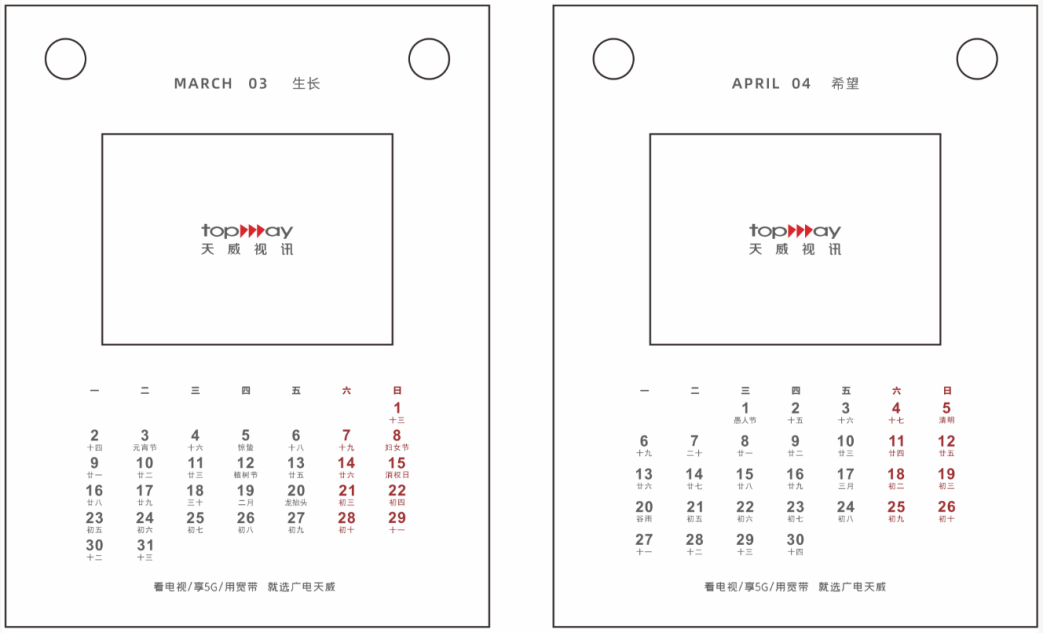 MARCH 03 生长
topway
天威视讯
一 二 三 四 五 六 日
1
十三
2 3 4 5 6 7 8
十四 元宵节 十六 惊蛰 十八 十九 妇女节
9 10 11 12 13 14 15
廿一 廿二 廿三 植树节 廿五 廿六 消权日
16 17 18 19 20 21 22
廿八 廿九 三十 二月 龙抬头 初三 初四
23 24 25 26 27 28 29
初五 初六 初七 初八 初九 初十 十一
30 31
十二 十三
看电视/享5G/用宽带 就选广电天威
APRIL 04 希望
topway
天威视讯
一 二 三 四 五 六 日
1 2 3 4 5
愚人节 十五 十六 十七 清明
6 7 8 9 10 11 12
十九 二十 廿一 廿二 廿三 廿四 廿五
13 14 15 16 17 18 19
廿六 廿七 廿八 廿九 三月 初二 初三
20 21 22 23 24 25 26
谷雨 初五 初六 初七 初八 初九 初十
27 28 29 30
十一 十二 十三 十四
看电视/享5G/用宽带 就选广电天威